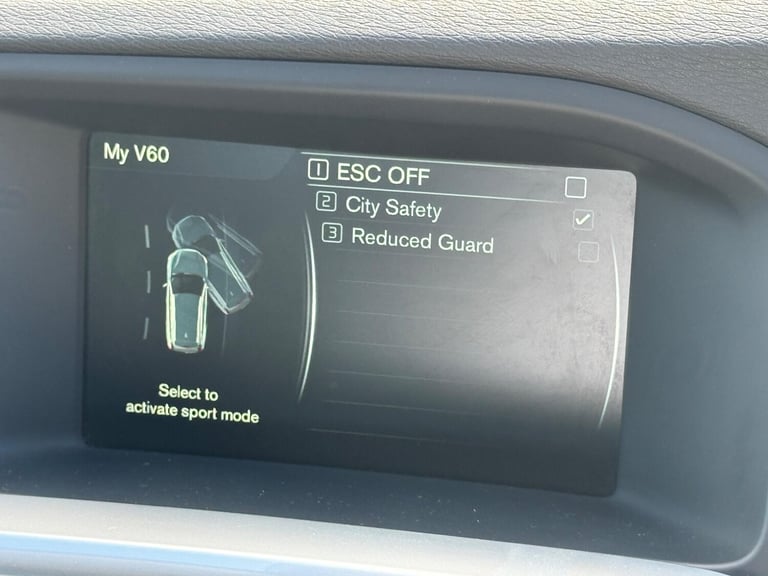 My V60
1 ESC OFF
2 City Safety
3 Reduced Guard
Select to
activate sport mode